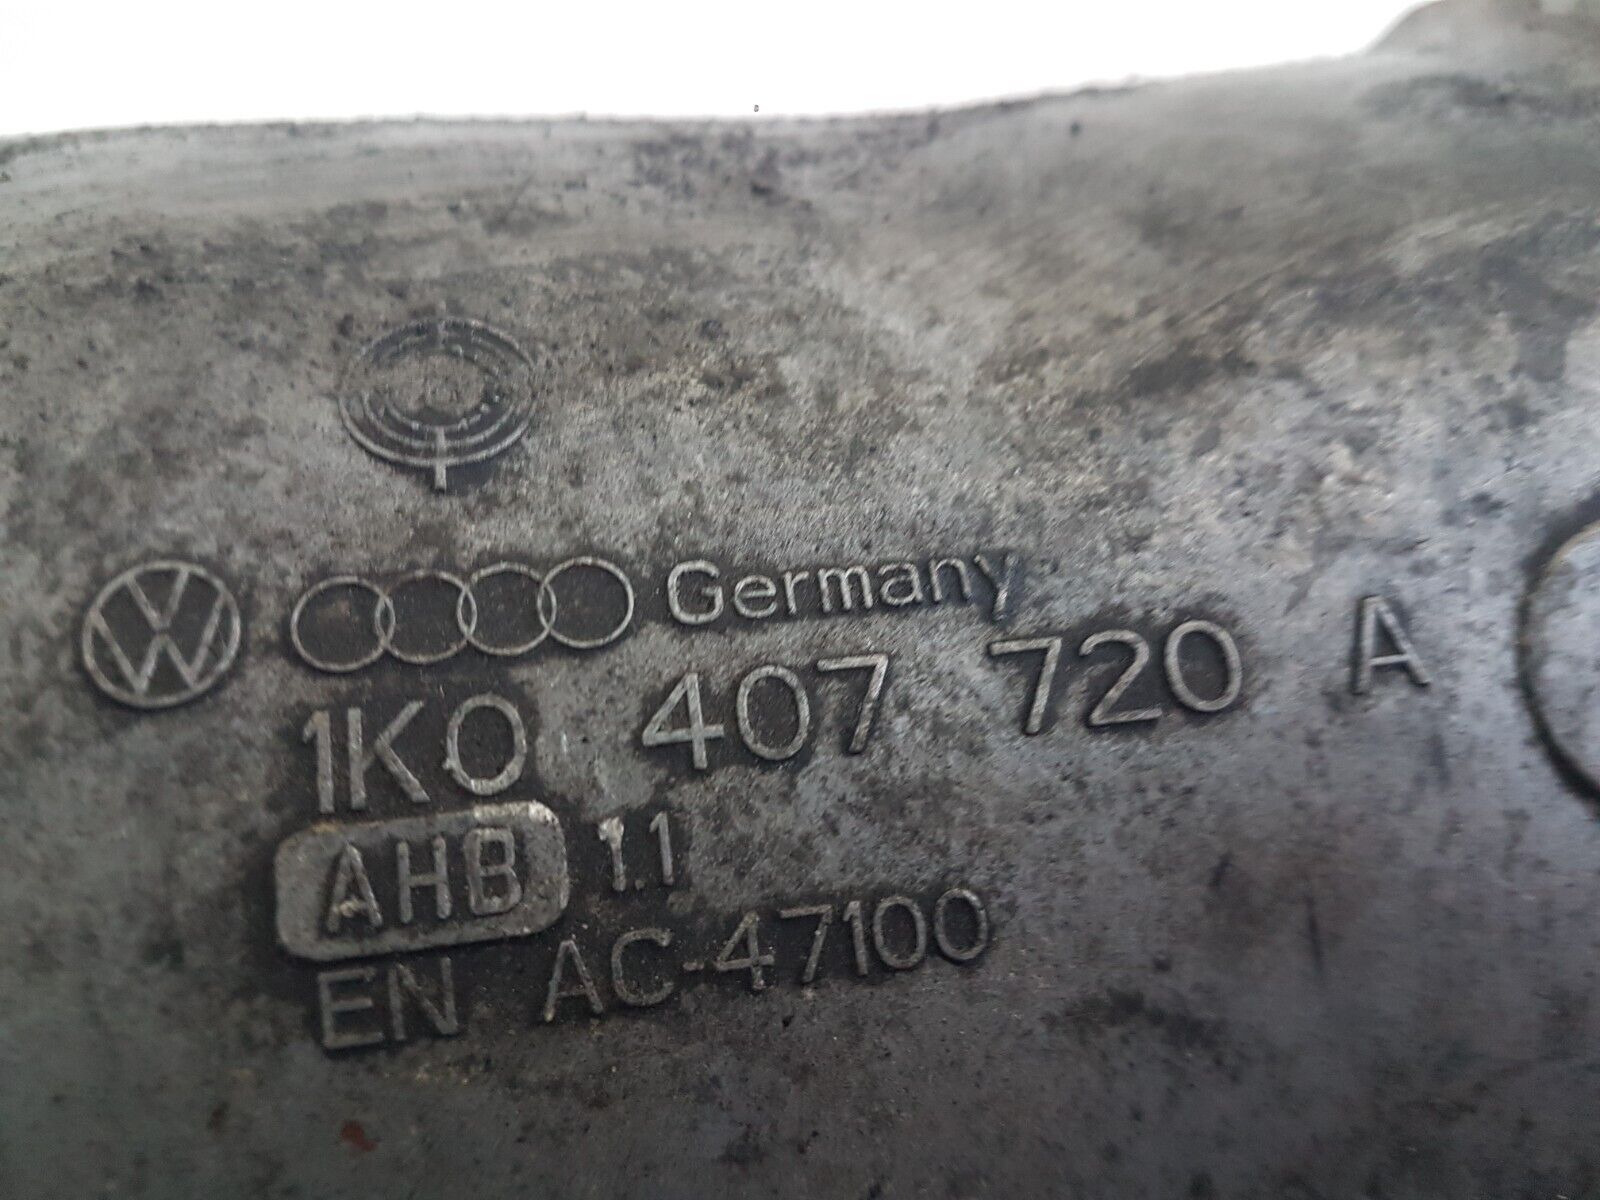 Germany
1K0 407 720 A
AHB 1.1
EN AC-47100